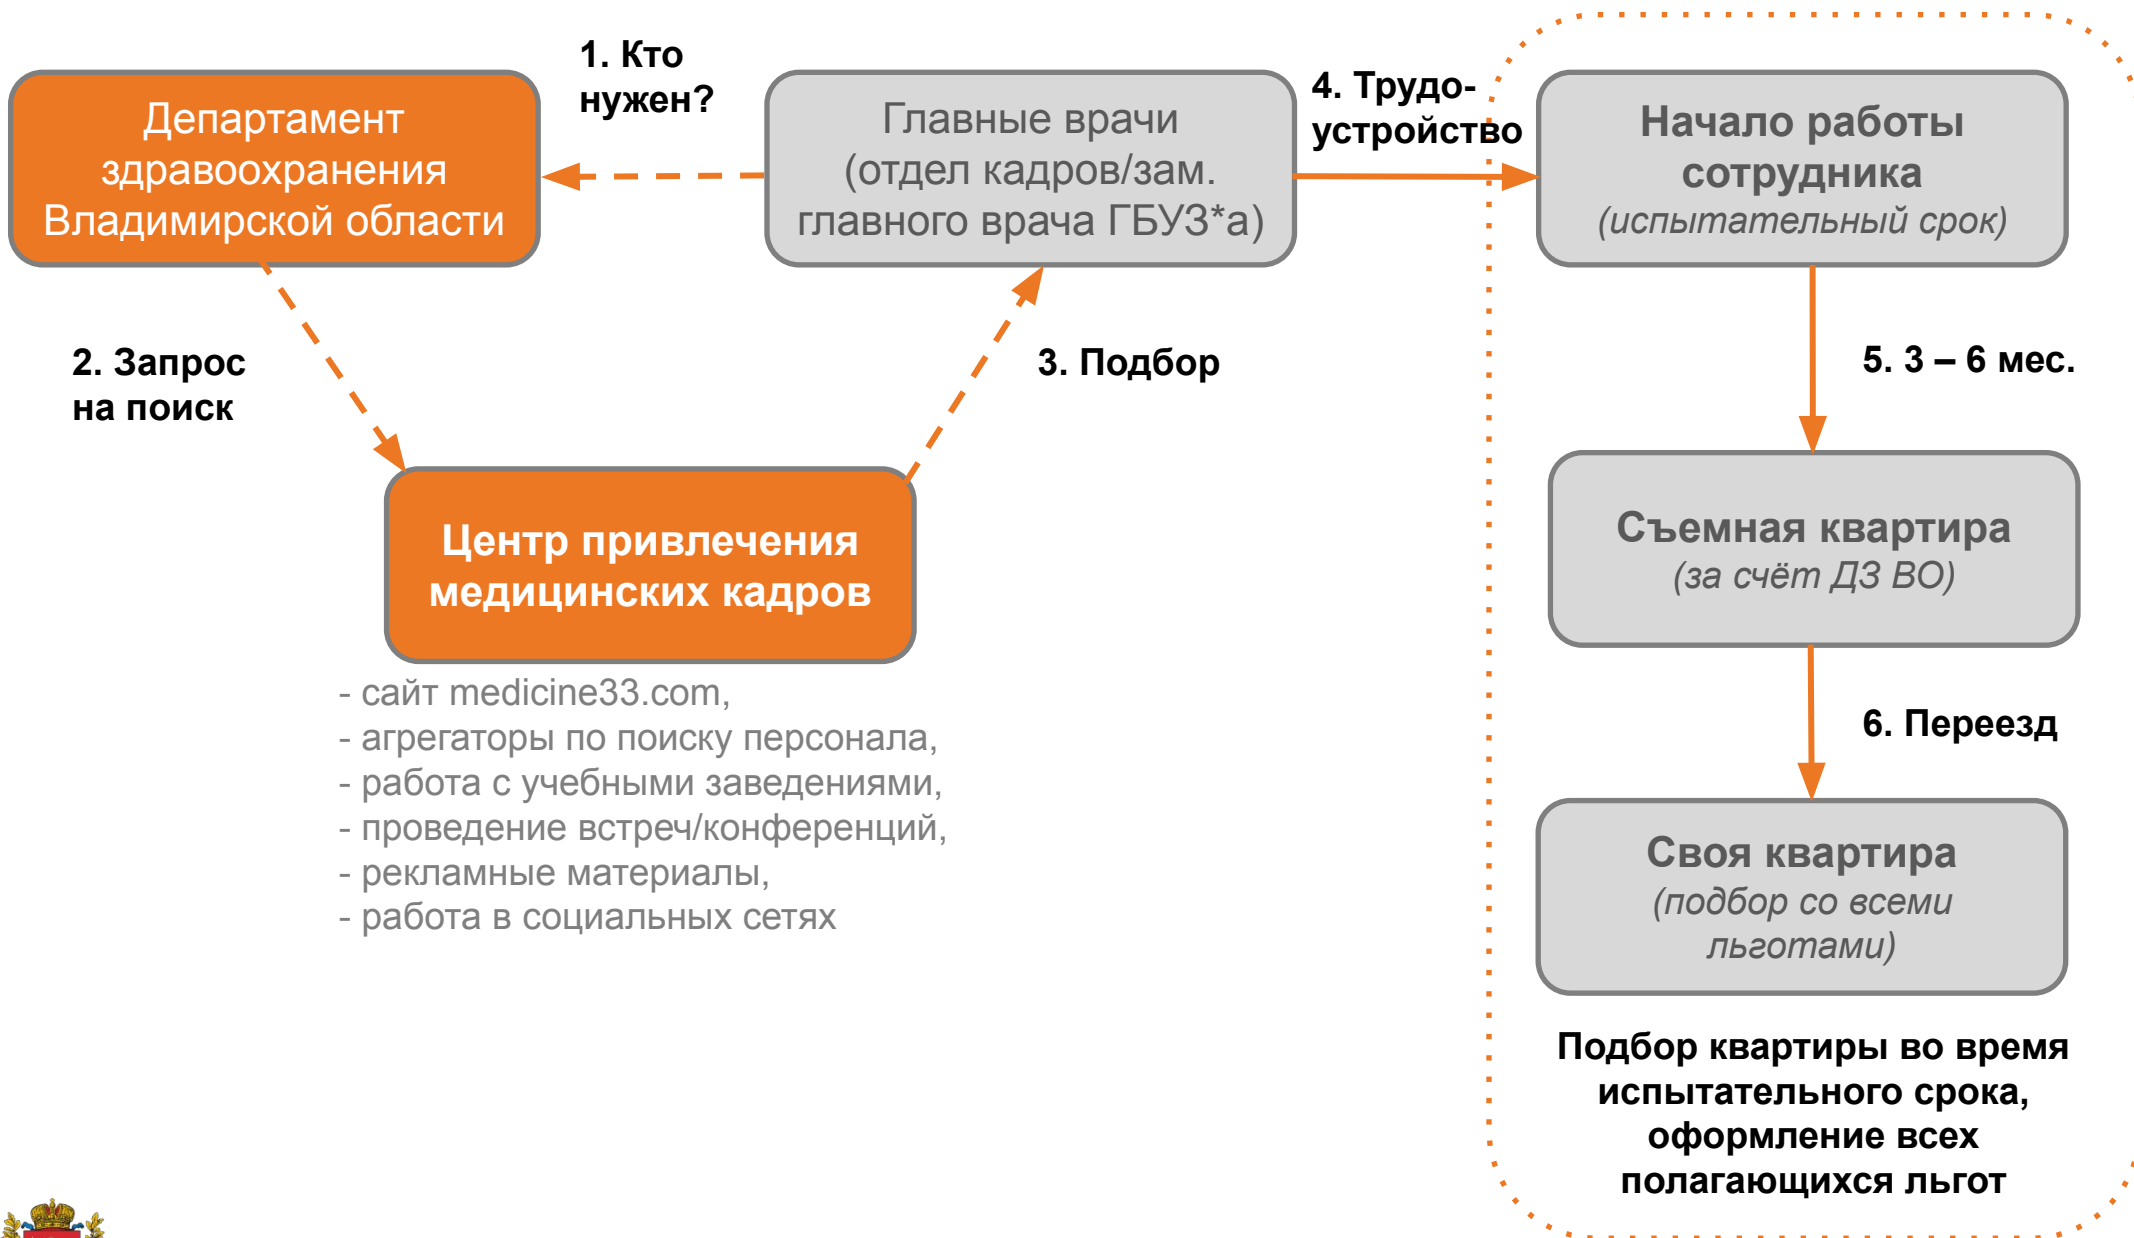 1. Кто
нужен?
Департамент
здравоохранения
Владимирской области
Главные врачи
(отдел кадров/зам.
главного врача ГБУЗ*а)
4. Трудо-
устройство
Начало работы
сотрудника
(испытательный срок)
2. Запрос
на поиск
3. Подбор
5. 3 – 6 мес.
Центр привлечения
медицинских кадров
Съемная квартира
(за счёт ДЗ ВО)
- сайт medicine33.com,
- агрегаторы по поиску персонала,
- работа с учебными заведениями,
- проведение встреч/конференций,
- рекламные материалы,
- работа в социальных сетях
6. Переезд
Своя квартира
(подбор со всеми
льготами)
Подбор квартиры во время
испытательного срока,
оформление всех
полагающихся льгот